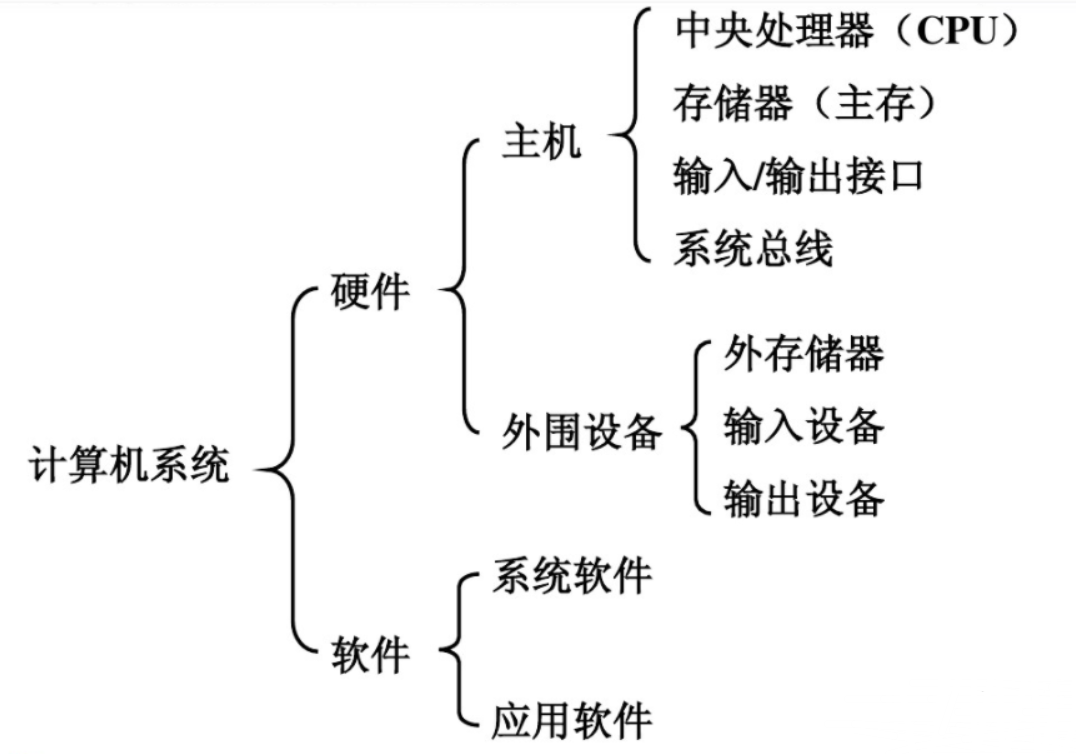 中央处理器（CPU）
存储器（主存）
主机
输入/输出接口
系统总线
硬件
外存储器
外围设备
输入设备
计算机系统
输出设备
系统软件
软件
应用软件